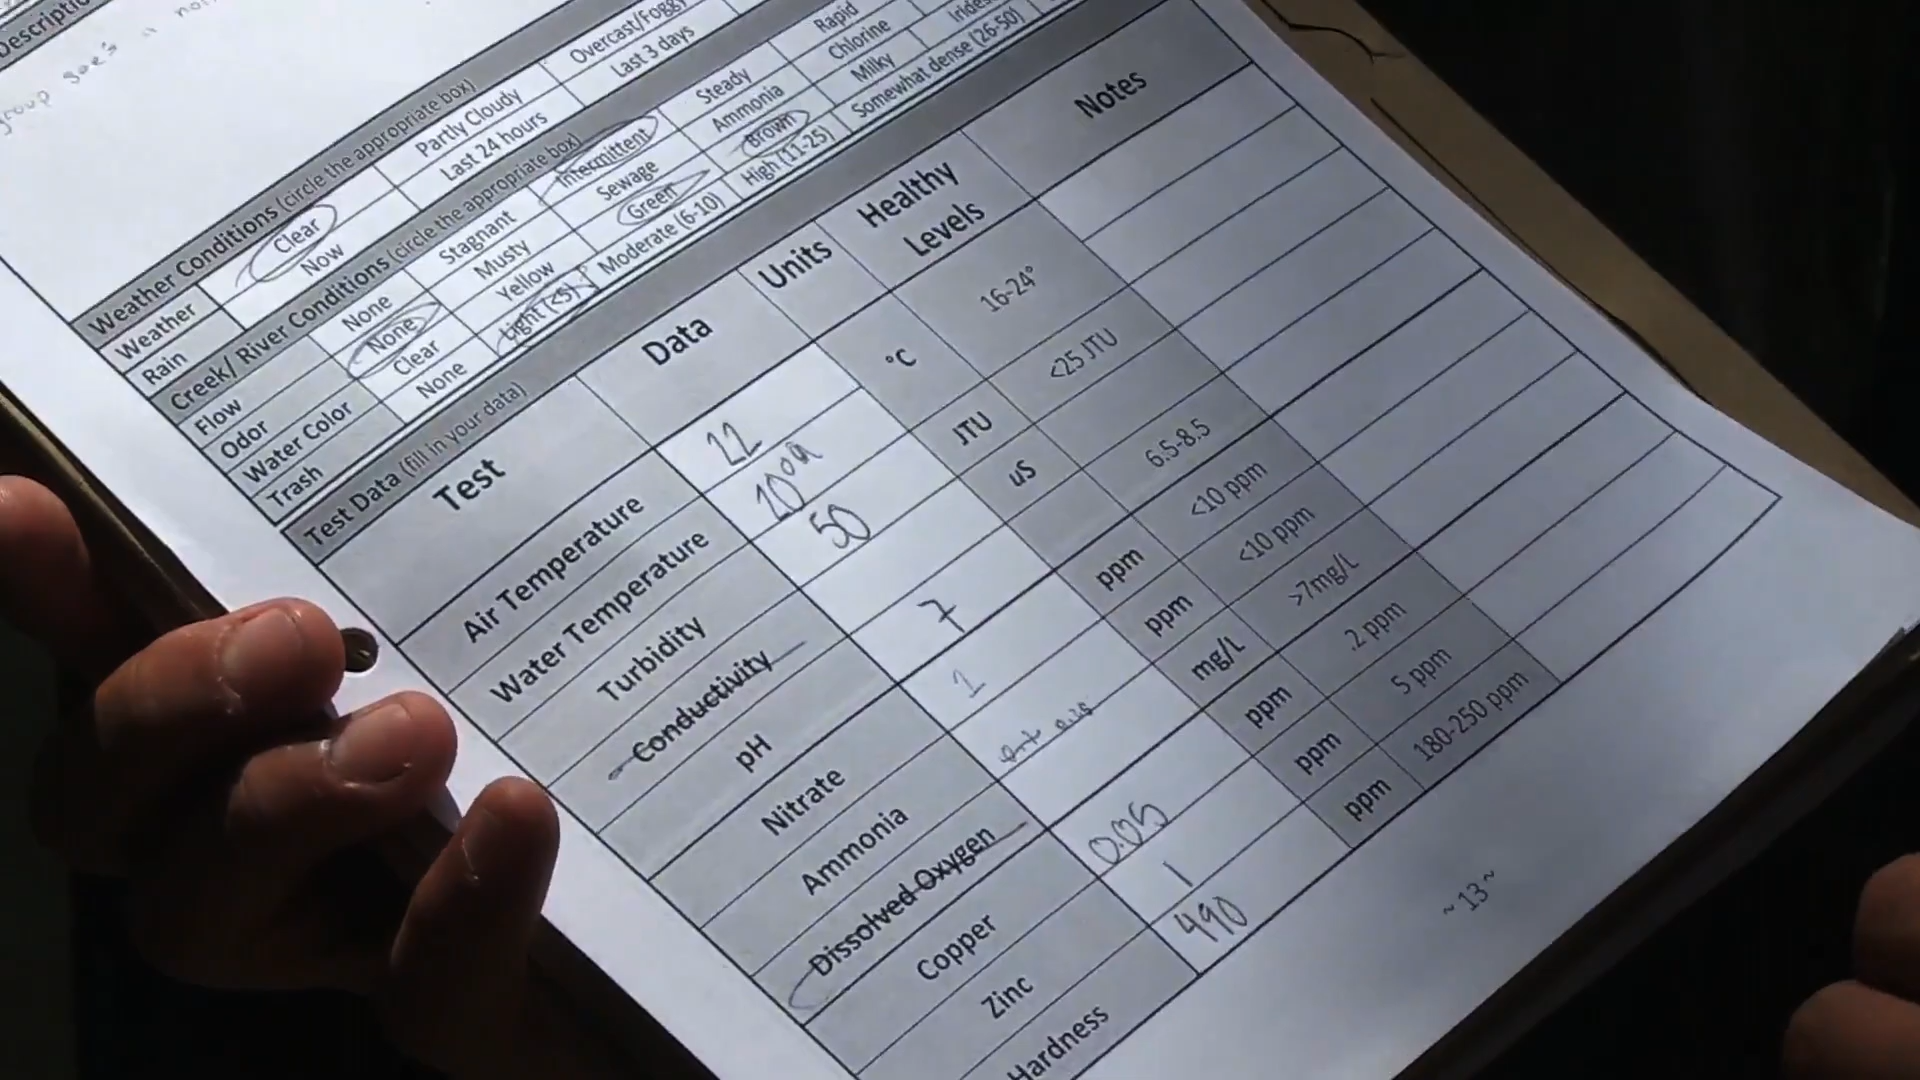 group goe's a
Weather Conditions (circle the appropriate box)
Weather Clear Partly Cloudy Overcast/Foggy
Rain Now Last 24 hours Last 3 days
Creek/ River Conditions (circle the appropriate box)
Flow None Stagnant Intermittent Steady Rapid
Odor None Musty Sewage Ammonia Chlorine
Water Color Clear Yellow Green Brown Milky
Trash None Light (<5) Moderate (6-10) High (11-25) Somewhat dense (26-50)
Test Data (fill in your data)
Test Data Units Healthy Levels Notes
Air Temperature 22 °C
Water Temperature 16-24°
Turbidity 50 JTU <25 JTU
Conductivity uS
pH 7 6.5-8.5
Nitrate 1 ppm <10 ppm
Ammonia 0.25 ppm <10 ppm
Dissolved Oxygen mg/L >7mg/L
Copper 0.05 ppm .2 ppm
Zinc 1 ppm 5 ppm
Hardness 490 ppm 180-250 ppm
~ 13 ~